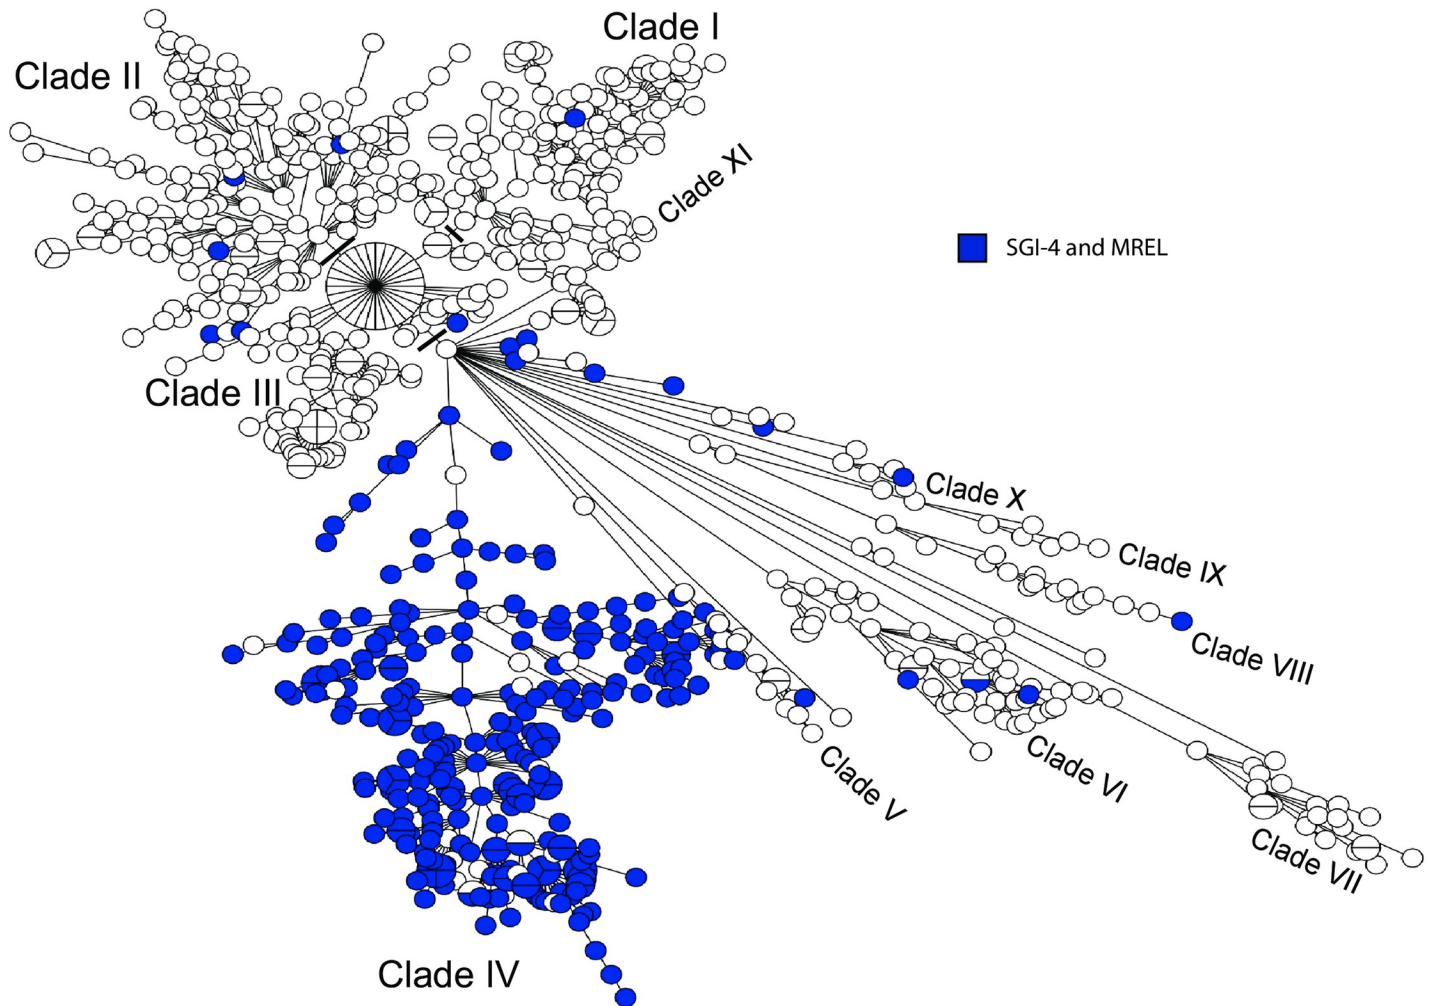 Clade I
Clade II
Clade XI
SGI-4 and MREL
Clade III
Clade X
Clade IX
Clade VIII
Clade VI
Clade V
Clade VII
Clade IV